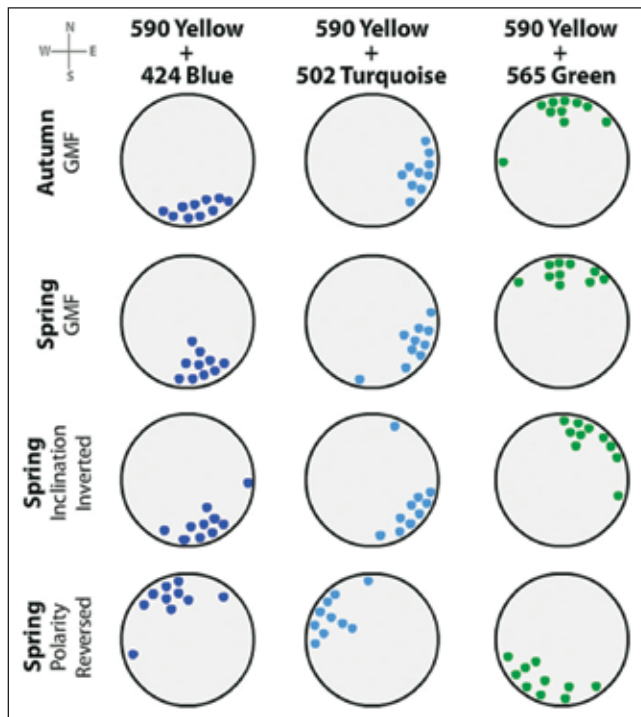 N
W E
S
590 Yellow
+
424 Blue
590 Yellow
+
502 Turquoise
590 Yellow
+
565 Green
Autumn
GMF
Spring
GMF
Spring
Inclination
Inverted
Spring
Polarity
Reversed